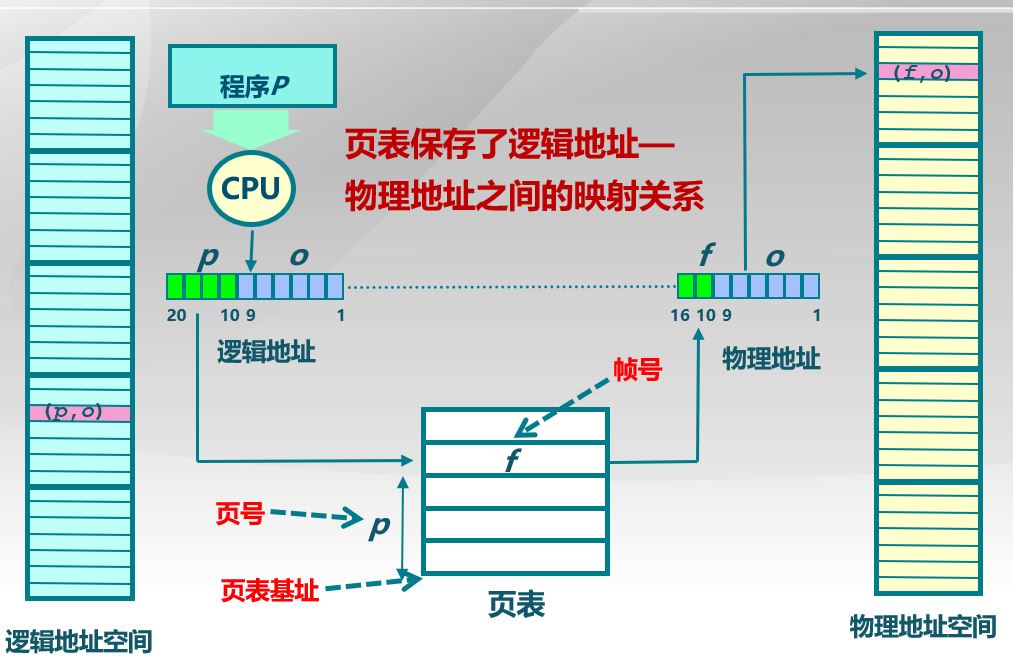 程序P
(f,o)
页表保存了逻辑地址—
CPU
物理地址之间的映射关系
p o
f o
20 10 9 1
16 10 9 1
逻辑地址
物理地址
帧号
(p,o)
f
页号
p
页表基址
页表
逻辑地址空间
物理地址空间